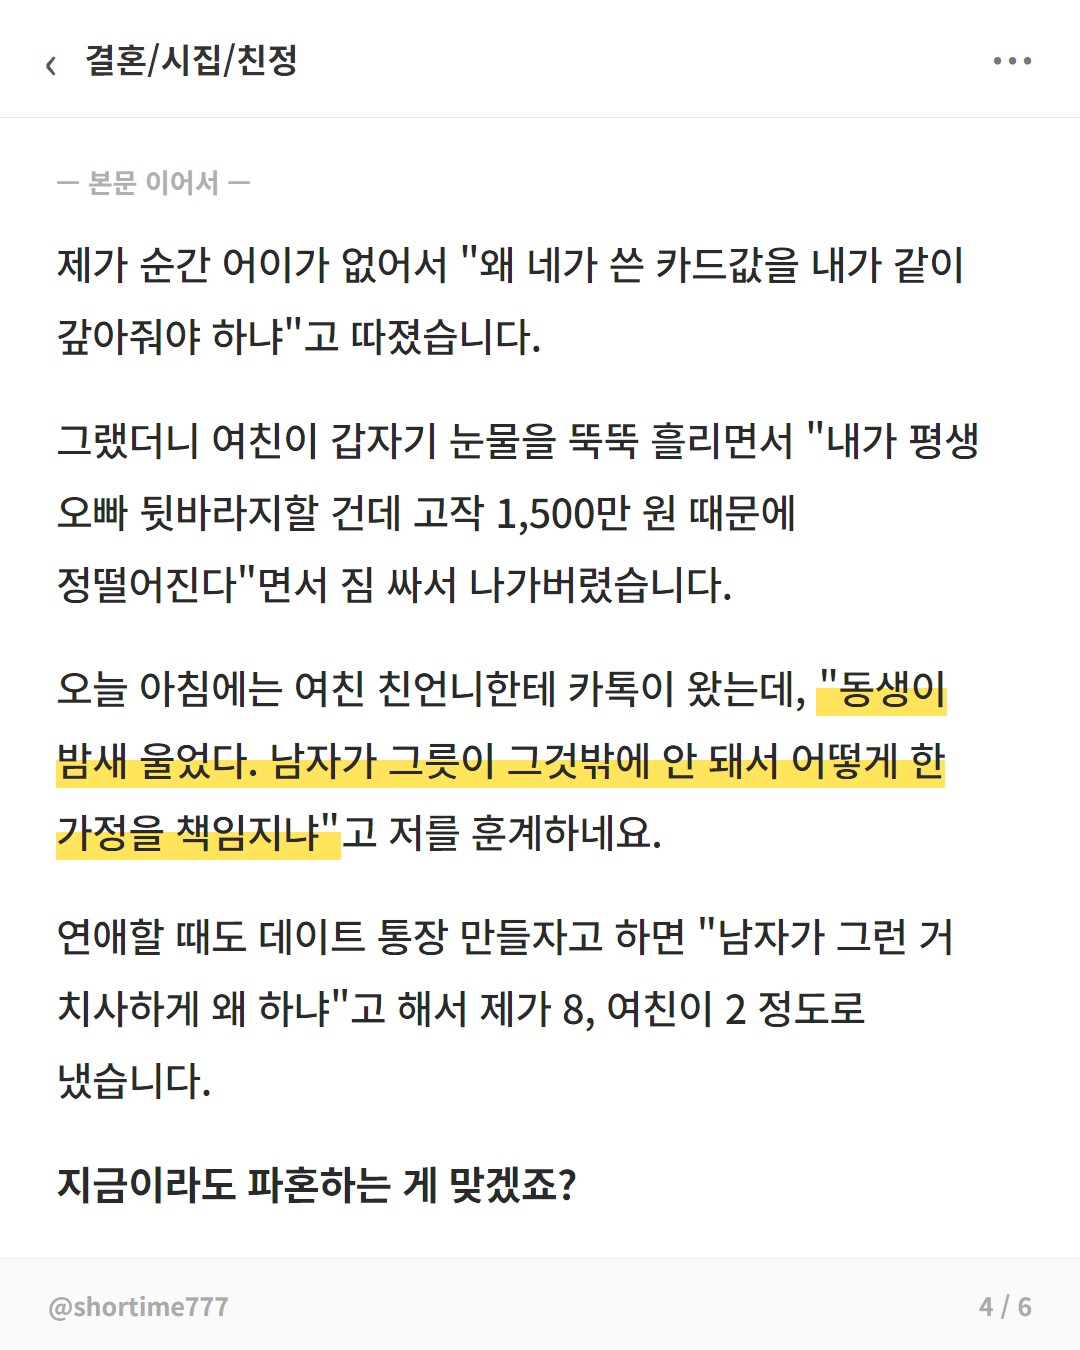 ‹ 결혼/시집/친정 •••
— 본문 이어서 —
제가 순간 어이가 없어서 "왜 네가 쓴 카드값을 내가 같이
갚아줘야 하냐"고 따졌습니다.
그랬더니 여친이 갑자기 눈물을 뚝뚝 흘리면서 "내가 평생
오빠 뒷바라지할 건데 고작 1,500만 원 때문에
정떨어진다"면서 짐 싸서 나가버렸습니다.
오늘 아침에는 여친 친언니한테 카톡이 왔는데, "동생이
밤새 울었다. 남자가 그릇이 그것밖에 안 돼서 어떻게 한
가정을 책임지냐"고 저를 훈계하네요.
연애할 때도 데이트 통장 만들자고 하면 "남자가 그런 거
치사하게 왜 하냐"고 해서 제가 8, 여친이 2 정도로
냈습니다.
지금이라도 파혼하는 게 맞겠죠?
@shortime777 4 / 6